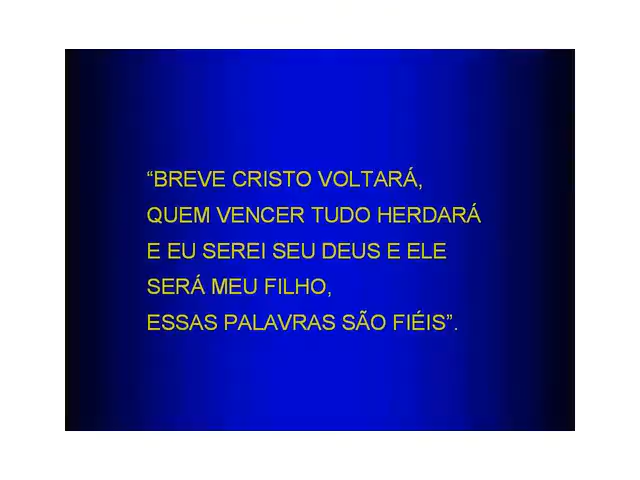 “BREVE CRISTO VOLTARÁ,
QUEM VENCER TUDO HERDARÁ
E EU SEREI SEU DEUS E ELE
SERÁ MEU FILHO,
ESSAS PALAVRAS SÃO FIÉIS”.